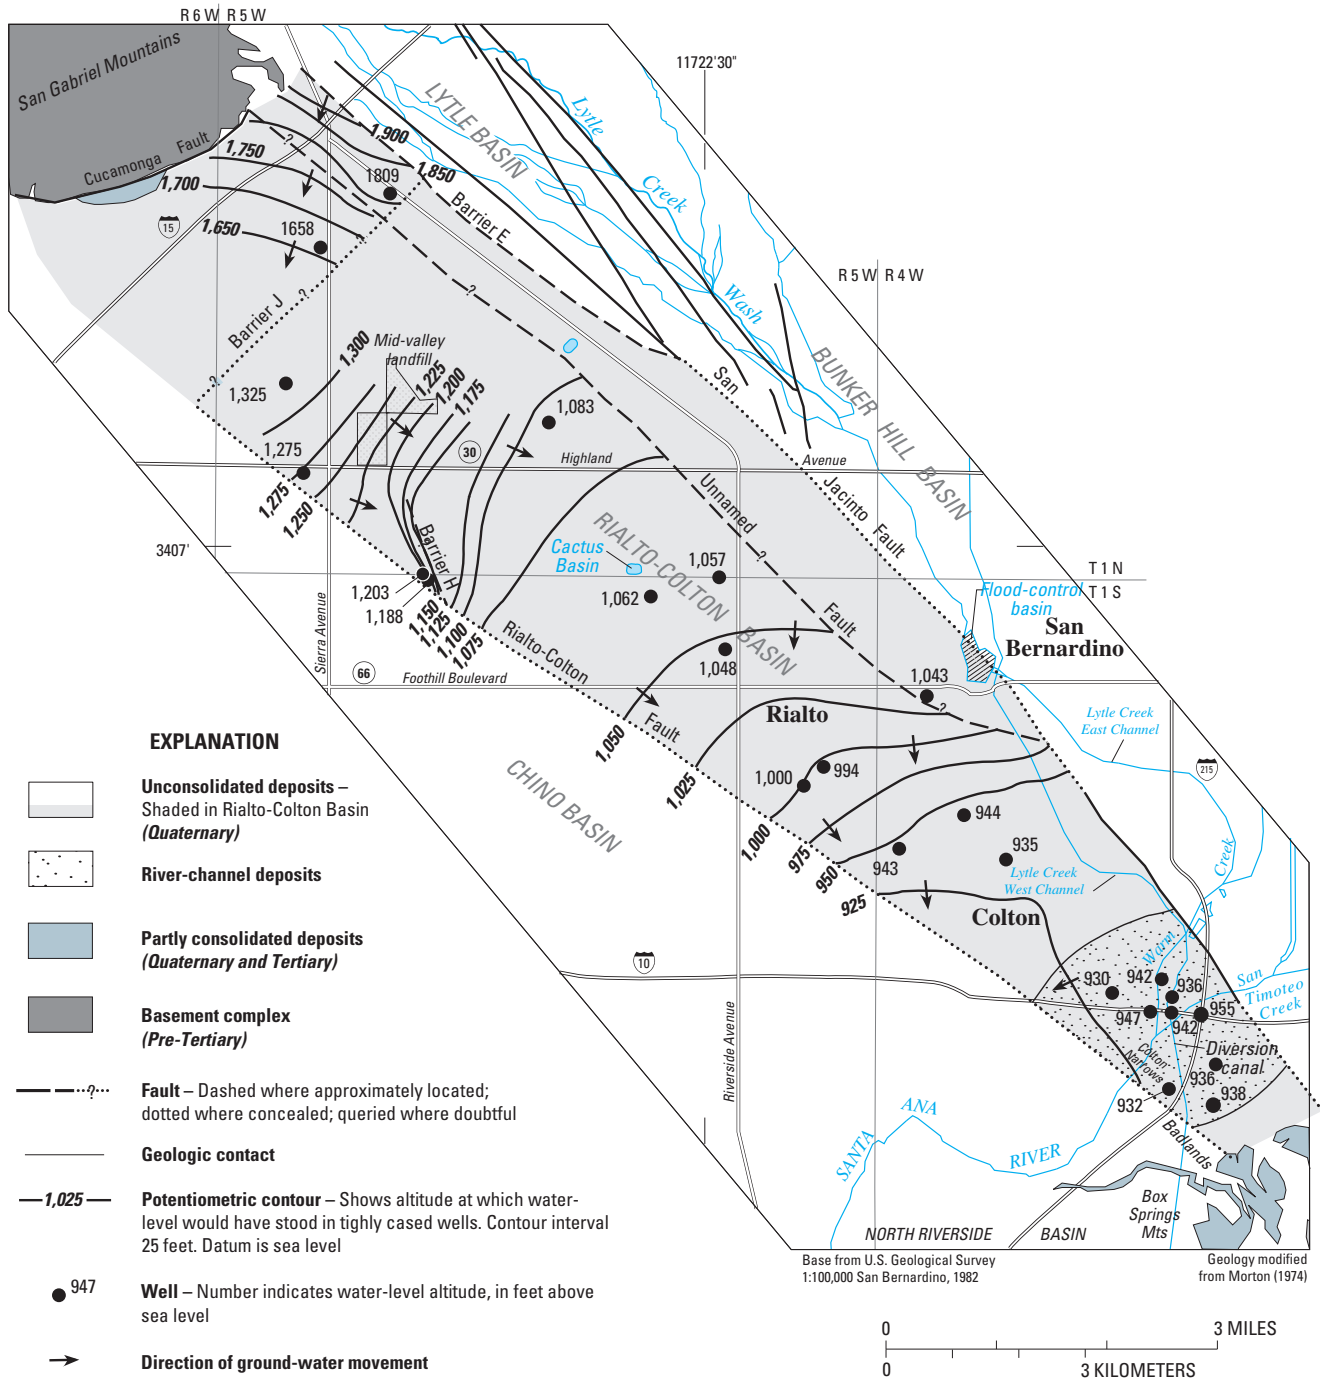 R 6 W R 5 W
San Gabriel Mountains
11722'30"
LYTLE BASIN
Lytle
Creek
Wash
Cucamonga Fault
?
1,900
1,750
1,850
1,700
1809
1,650
1658
15
?
Barrier E
R 5 W R 4 W
?
?
Barrier J
1,300
Mid-valley
landfill
San
BUNKER HILL BASIN
?
1,325
1,225
1,200
1,175
1,083
1,275
30
Highland
Avenue
1,275
1,250
Unnamed
Jacinto Fault
3407'
Barrier H
RIALTO-COLTON BASIN
?
Cactus
Basin
1,057
T 1 N
T 1 S
1,203
1,062
Flood-control
basin
1,188
1,150
1,125
1,100
1,075
Rialto-Colton
Fault
Fault
San
Bernardino
Sierra Avenue
1,048
1,043
66
Foothill Boulevard
?
1,050
Rialto
Lytle Creek
East Channel
EXPLANATION
CHINO BASIN
1,025
994
1,000
215
Unconsolidated deposits –
Shaded in Rialto-Colton Basin
(Quaternary)
1,000
944
975
935
943
950
Lytle Creek
West Channel
Creek
River-channel deposits
925
Colton
Warm
Partly consolidated deposits
(Quaternary and Tertiary)
10
930
942
936
San
Timoteo
Creek
947
942
955
Basement complex
(Pre-Tertiary)
Riverside Avenue
Colton
Narrows
Diversion
canal
936
932
938
?
Fault – Dashed where approximately located;
dotted where concealed; queried where doubtful
SANTA
ANA
RIVER
Badlands
Geologic contact
1,025
Potentiometric contour – Shows altitude at which water-
level would have stood in tighly cased wells. Contour interval
25 feet. Datum is sea level
Box
Springs
Mts
NORTH RIVERSIDE BASIN
Base from U.S. Geological Survey
1:100,000 San Bernardino, 1982
Geology modified
from Morton (1974)
947
Well – Number indicates water-level altitude, in feet above
sea level
0 3 MILES
Direction of ground-water movement
0 3 KILOMETERS